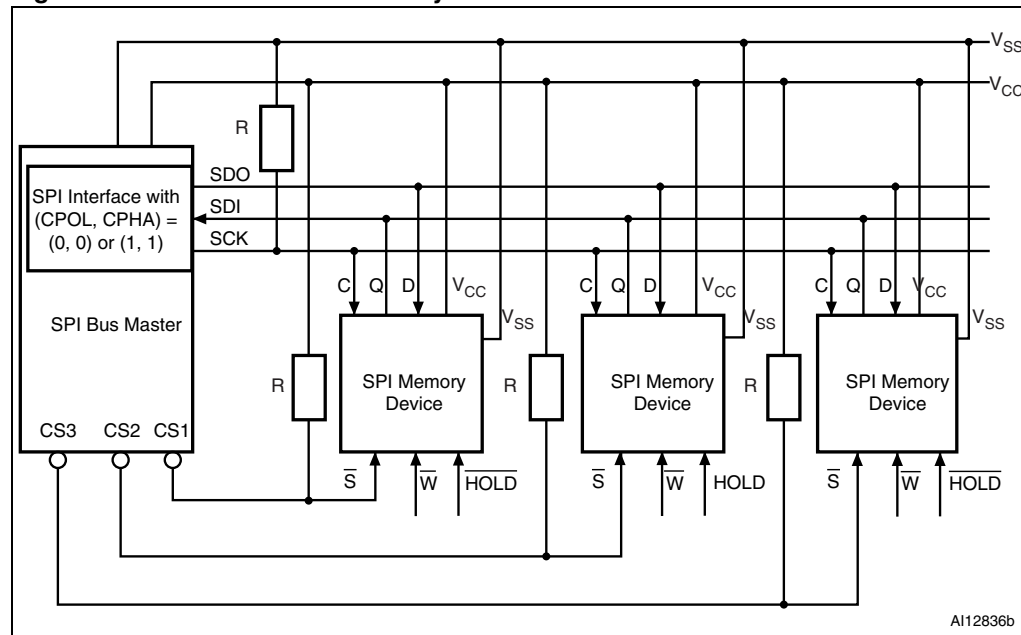 V_SS
V_CC
R
SDO
SPI Interface with
(CPOL, CPHA) =
(0, 0) or (1, 1)
SDI
SCK
C Q D V_CC
C Q D V_CC
C Q D V_CC
V_SS
V_SS
V_SS
SPI Bus Master
R
SPI Memory
Device
R
SPI Memory
Device
R
SPI Memory
Device
CS3 CS2 CS1
S̅ W̅ H̅O̅L̅D̅
S̅ W̅ HOLD
S̅ W̅ H̅O̅L̅D̅
AI12836b